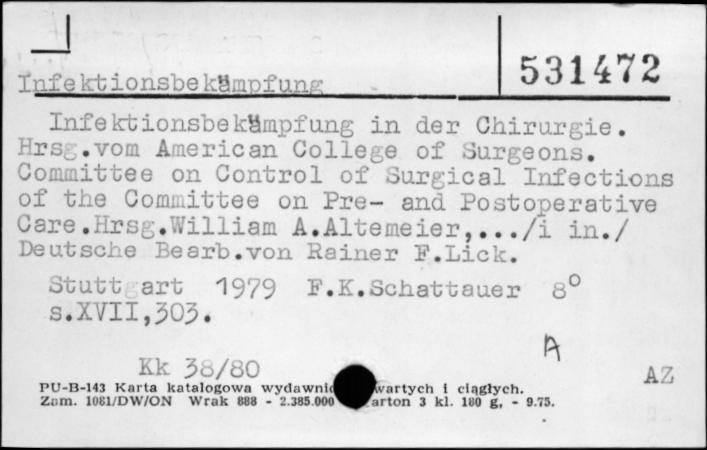 531472
Infektionsbekämpfung
Infektionsbekämpfung in der Chirurgie.
Hrsg.vom American College of Surgeons.
Committee on Control of Surgical Infections
of the Committee on Pre- and Postoperative
Care.Hrsg.William A.Altemeier,.../i in./
Deutsche Bearb.von Rainer F.Lick.
Stuttgart 1979 F.K.Schattauer 8°
s.XVII,303.
A
Kk 38/80
AZ
PU-B-143 Karta katalogowa wartych i ciągłych.
Zam. 1081/DW/ON Wrak 888 - 2.385.000 3 kl. 180 g, - 9.75.